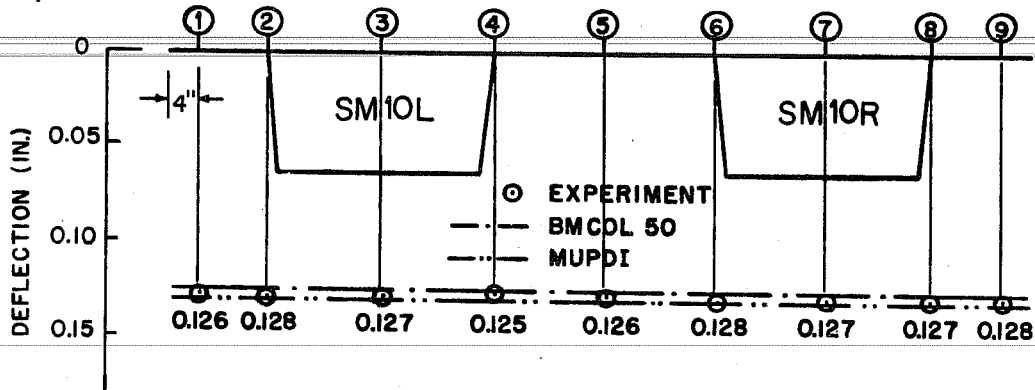 1 2 3 4 5 6 7 8 9
0
4"
SM10L
SM10R
0.05
DEFLECTION (IN.)
EXPERIMENT
0.10
BMCOL 50
MUPDI
0.15
0.126 0.128 0.127 0.125 0.126 0.128 0.127 0.127 0.128